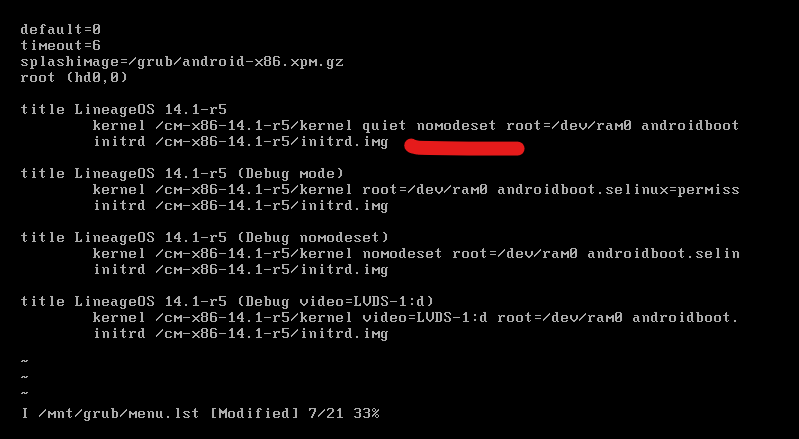 default=0
timeout=6
splashimage=/grub/android-x86.xpm.gz
root (hd0,0)
title LineageOS 14.1-r5
kernel /cm-x86-14.1-r5/kernel quiet nomodeset root=/dev/ram0 androidboot
initrd /cm-x86-14.1-r5/initrd.img
title LineageOS 14.1-r5 (Debug mode)
kernel /cm-x86-14.1-r5/kernel root=/dev/ram0 androidboot.selinux=permiss
initrd /cm-x86-14.1-r5/initrd.img
title LineageOS 14.1-r5 (Debug nomodeset)
kernel /cm-x86-14.1-r5/kernel nomodeset root=/dev/ram0 androidboot.selin
initrd /cm-x86-14.1-r5/initrd.img
title LineageOS 14.1-r5 (Debug video=LVDS-1:d)
kernel /cm-x86-14.1-r5/kernel video=LVDS-1:d root=/dev/ram0 androidboot.
initrd /cm-x86-14.1-r5/initrd.img
~
~
~
I /mnt/grub/menu.lst [Modified] 7/21 33%